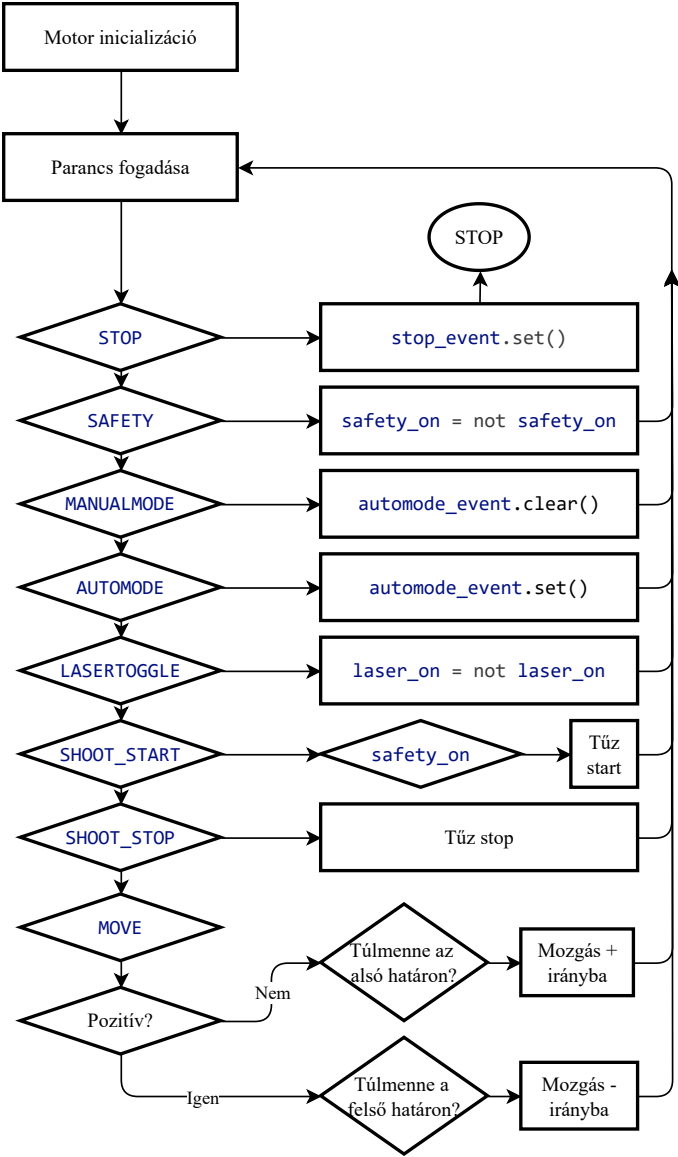 Motor inicializáció
Parancs fogadása
STOP
STOP
stop_event.set()
SAFETY
safety_on = not safety_on
MANUALMODE
automode_event.clear()
AUTOMODE
automode_event.set()
LASERTOGGLE
laser_on = not laser_on
SHOOT_START
safety_on
Tűz
start
SHOOT_STOP
Tűz stop
MOVE
Túlmenne az
alsó határon?
Mozgás +
irányba
Nem
Pozitív?
Igen
Túlmenne a
felső határon?
Mozgás -
irányba